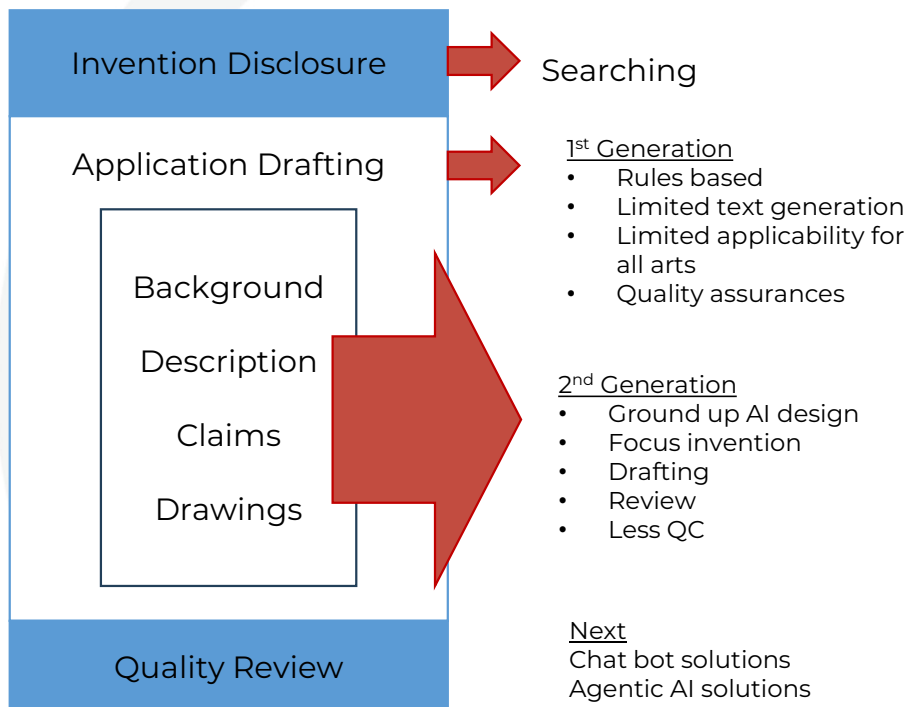 Invention Disclosure
Searching
Application Drafting
Background
Description
Claims
Drawings
Quality Review
1st Generation
• Rules based
• Limited text generation
• Limited applicability for
all arts
• Quality assurances
2nd Generation
• Ground up AI design
• Focus invention
• Drafting
• Review
• Less QC
Next
Chat bot solutions
Agentic AI solutions